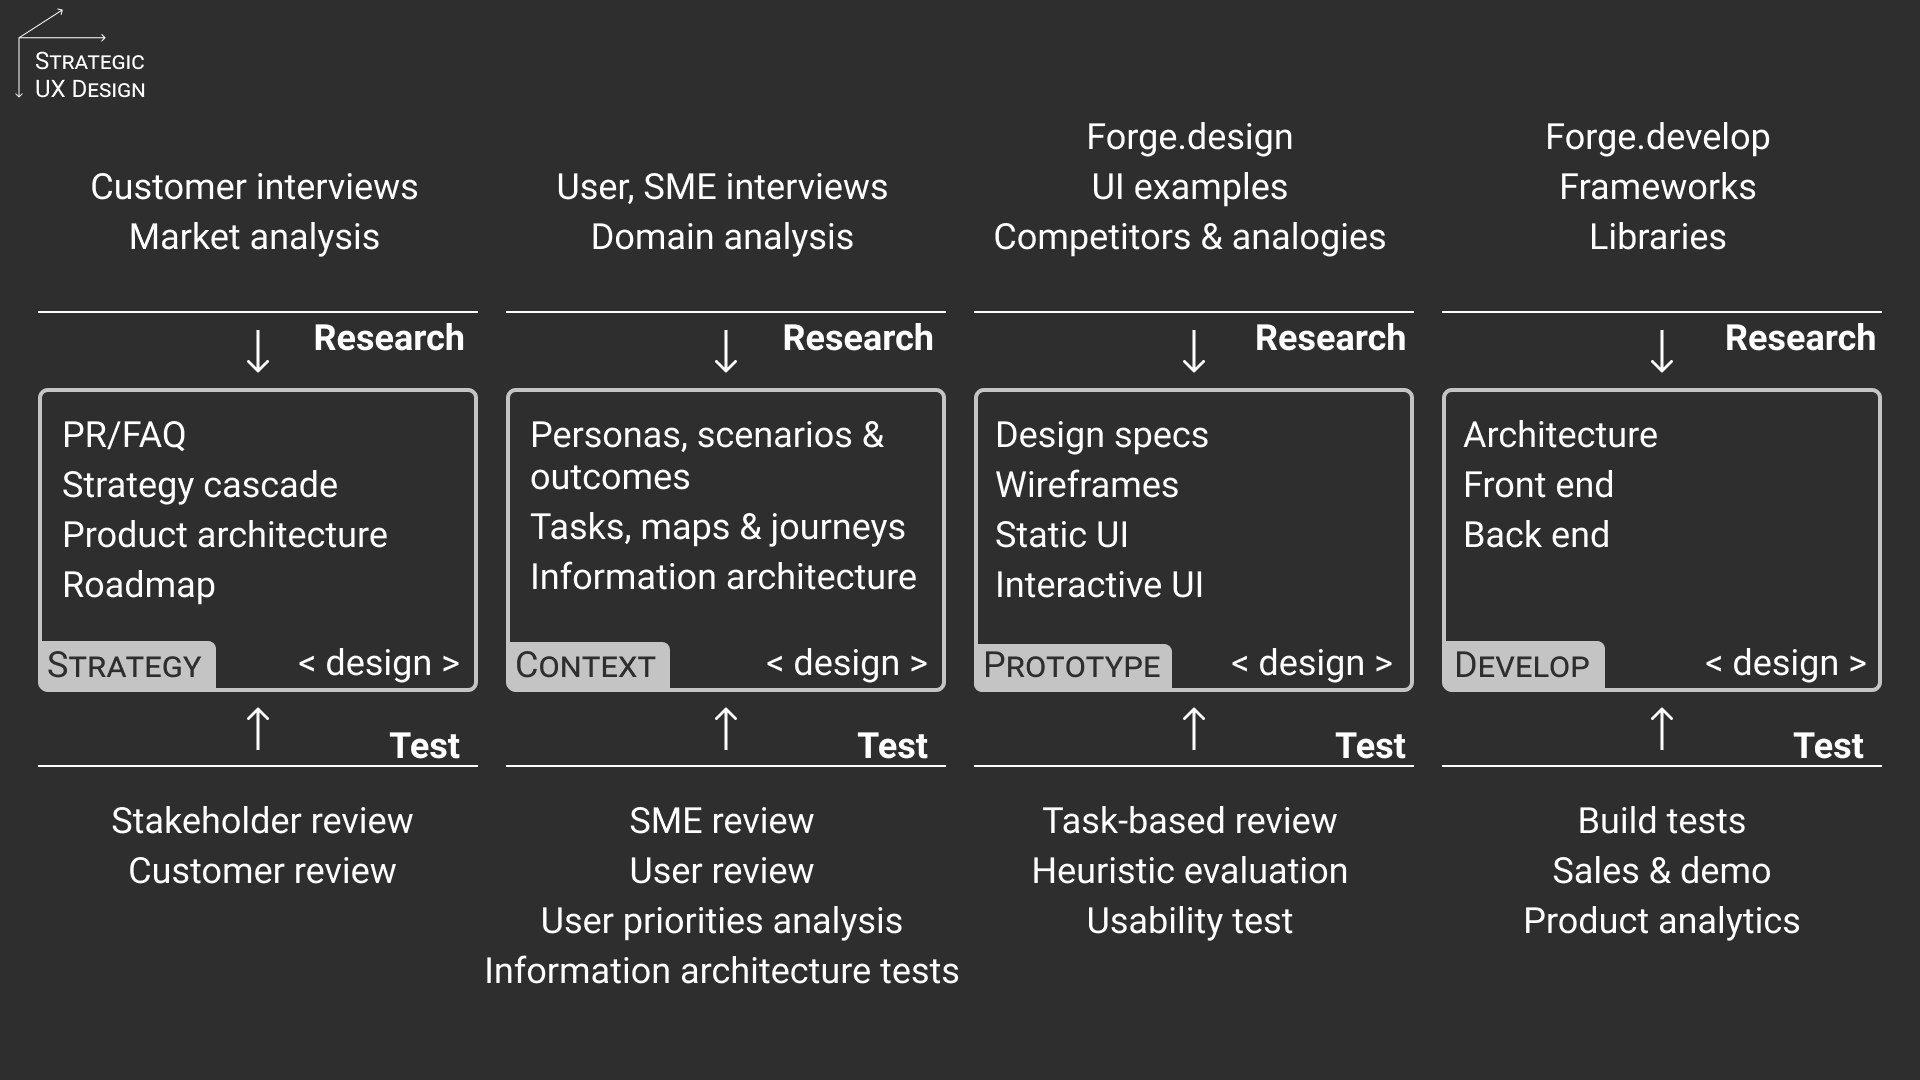 STRATEGIC
UX DESIGN
Customer interviews
Market analysis
Research
PR/FAQ
Strategy cascade
Product architecture
Roadmap
STRATEGY
< design >
Test
Stakeholder review
Customer review
User, SME interviews
Domain analysis
Research
Personas, scenarios &
outcomes
Tasks, maps & journeys
Information architecture
CONTEXT
< design >
Test
SME review
User review
User priorities analysis
Information architecture tests
Forge.design
UI examples
Competitors & analogies
Research
Design specs
Wireframes
Static UI
Interactive UI
PROTOTYPE
< design >
Test
Task-based review
Heuristic evaluation
Usability test
Forge.develop
Frameworks
Libraries
Research
Architecture
Front end
Back end
DEVELOP
< design >
Test
Build tests
Sales & demo
Product analytics